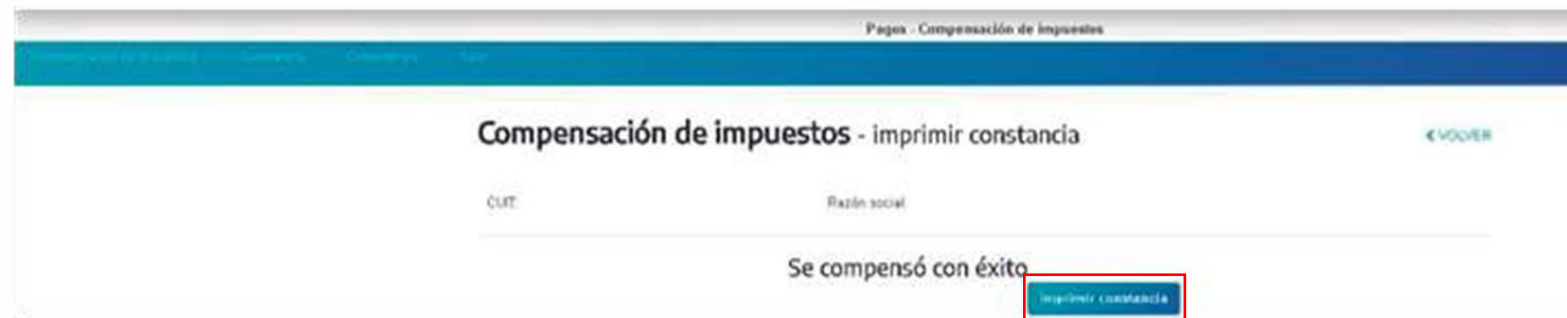 Pagos - Compensación de impuestos
Compensación de impuestos - imprimir constancia
VOLVER
CUIT
Razón social
Se compensó con éxito
Imprimir constancia